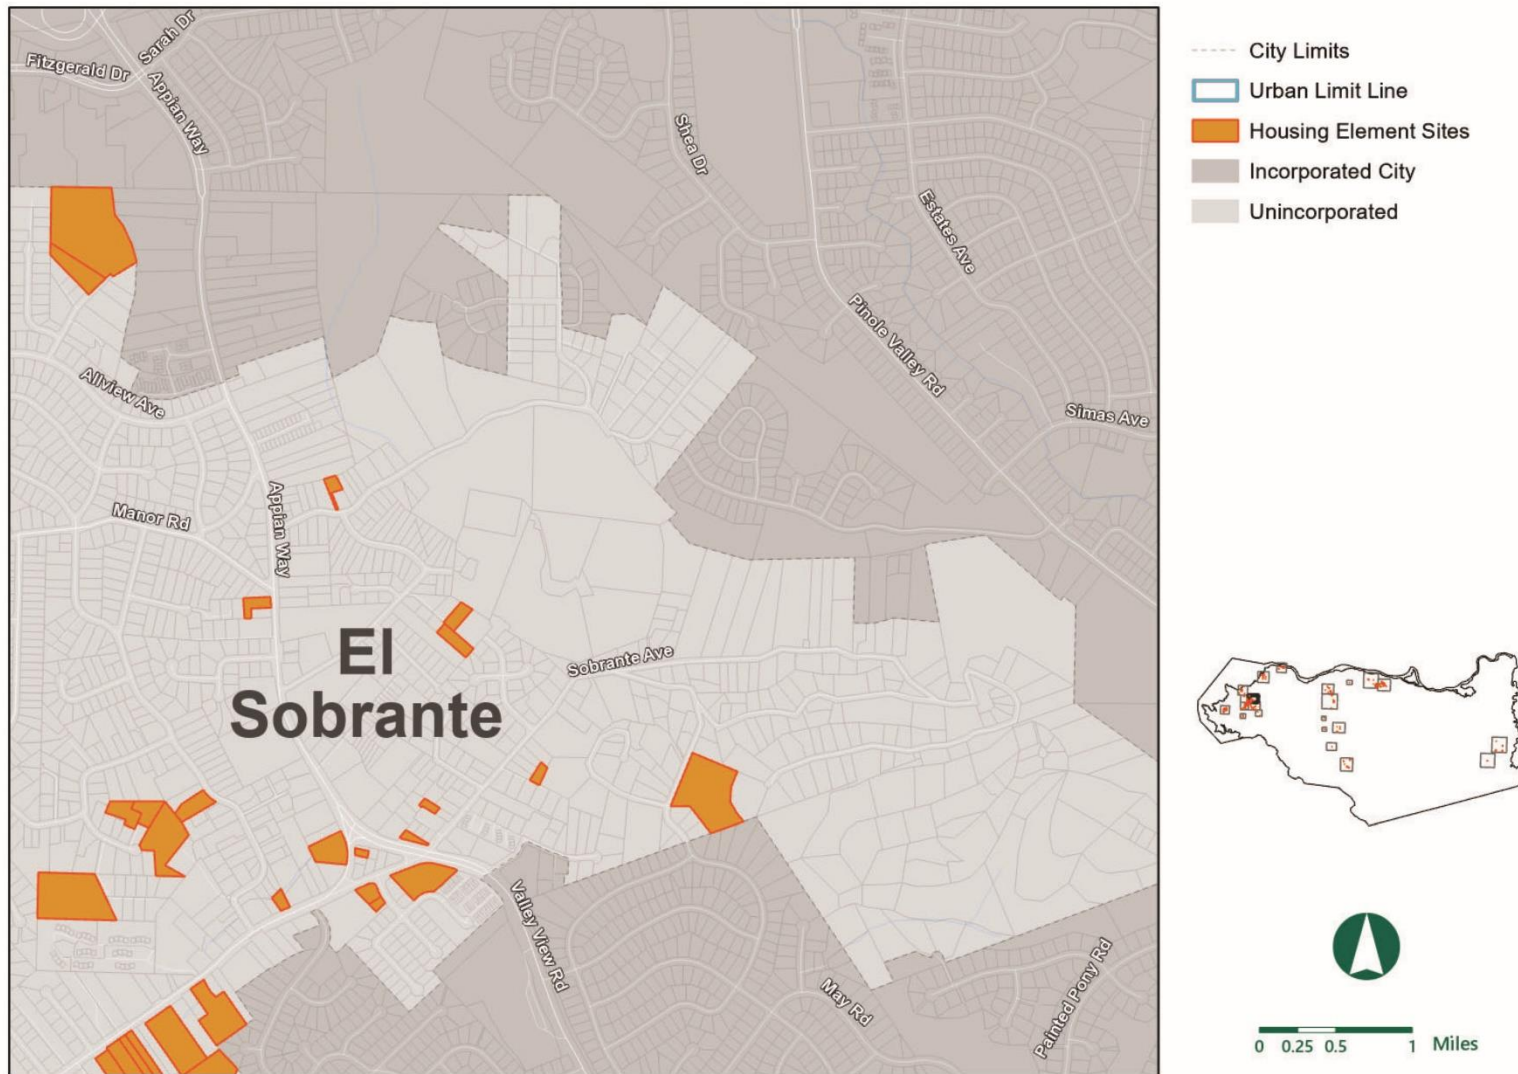 Sarah Dr
Fitzgerald Dr
Appian Way
Shea Dr
Estates Ave
Pinole Valley Rd
Allview Ave
Simas Ave
Appian Way
Manor Rd
El
Sobrante
Sobrante Ave
Valley View Rd
May Rd
Painted Pony Rd
City Limits
Urban Limit Line
Housing Element Sites
Incorporated City
Unincorporated
0 0.25 0.5 1 Miles